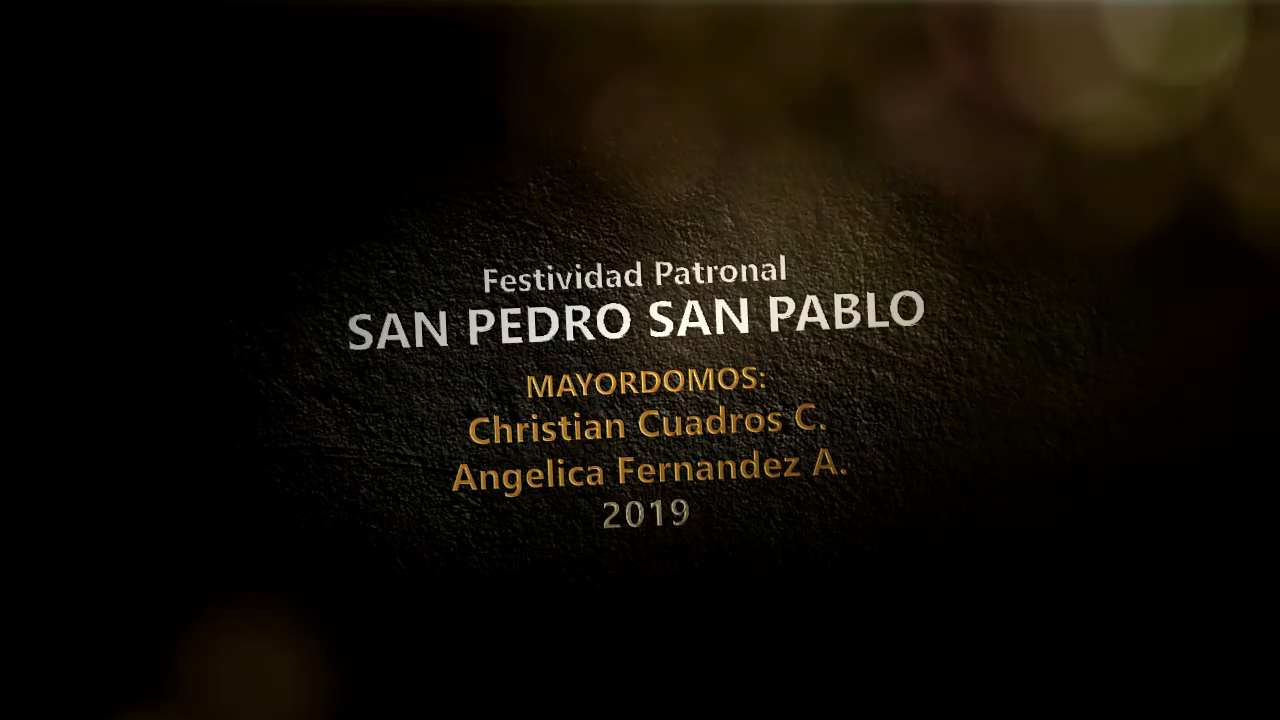 Festividad Patronal
SAN PEDRO SAN PABLO
MAYORDOMOS:
Christian Cuadros C.
Angelica Fernandez A.
2019